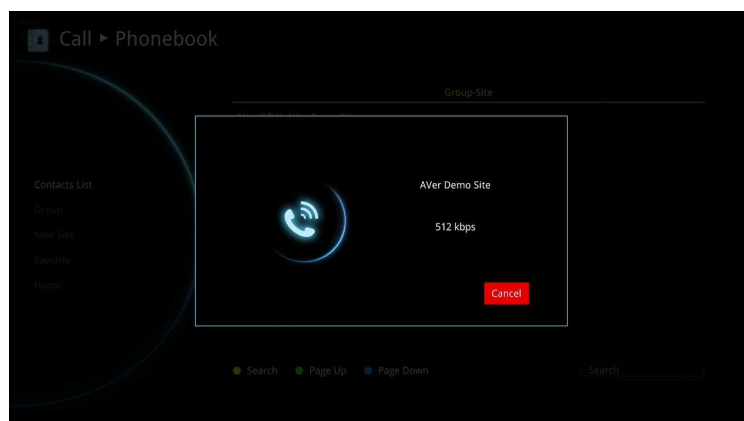 Call ▸ Phonebook
Group-Site
Contacts List
Group
New Site
Favorite
Home
AVer Demo Site
512 kbps
Cancel
Search Page Up Page Down Search